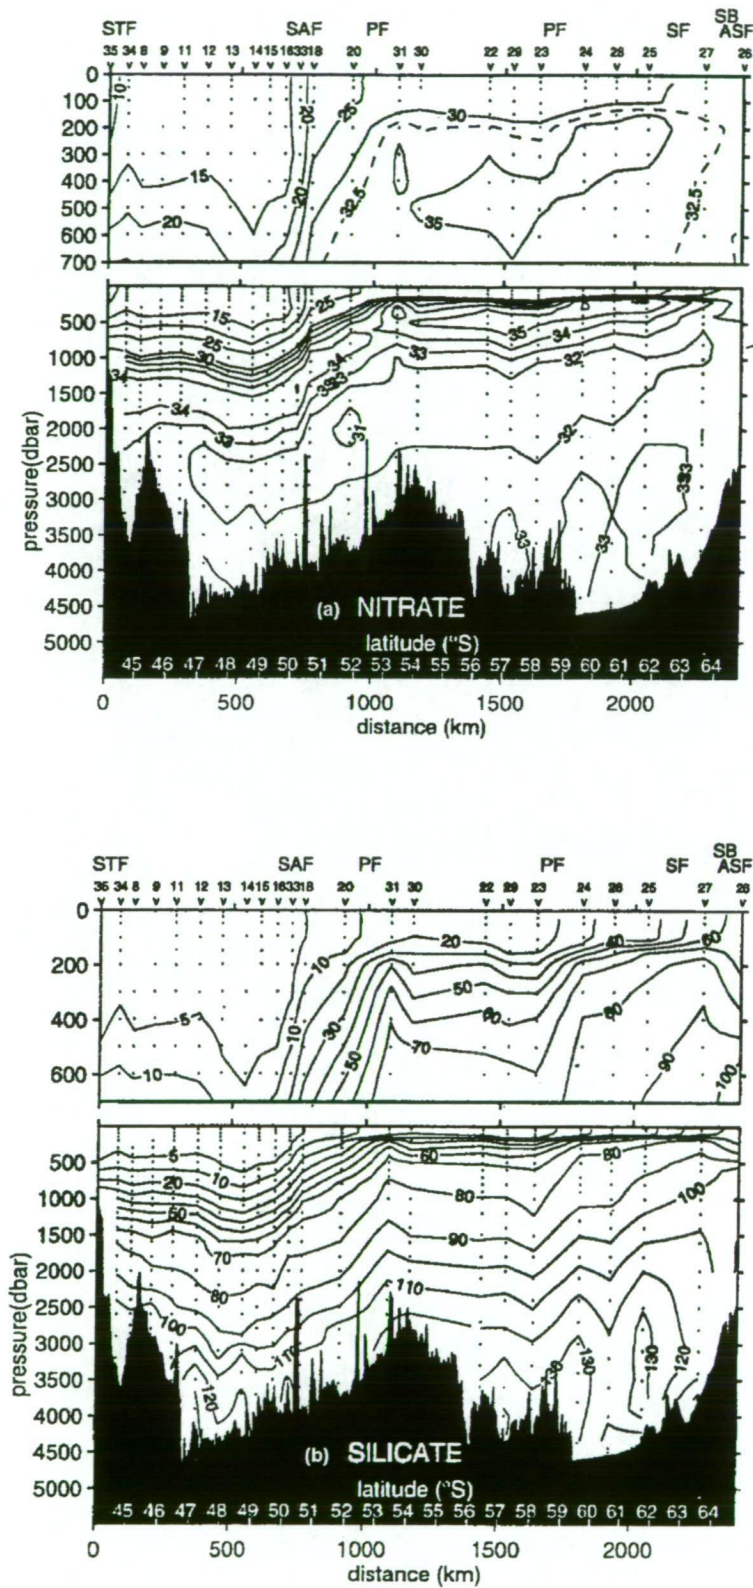 STF SAF PF PF SF SB ASF
35 34 8 9 11 12 13 14 15 16 33 18 20 31 30 22 29 23 24 28 25 27 26
0
100
200
300
400
500
600
700
10 15 20 20 20 25 30 32.5 35 32.5
500
1000
1500
2000
2500
3000
3500
4000
4500
5000
pressure(dbar)
15 25 25 30 34 34 33 34 33 31 35 34 33 32 33 33 33
(a) NITRATE
latitude (°S)
45 46 47 48 49 50 51 52 53 54 55 56 57 58 59 60 61 62 63 64
0 500 1000 1500 2000
distance (km)
STF SAF PF PF SF SB ASF
34 8 9 11 12 13 14 15 16 33 18 20 31 30 22 29 23 24 25 27
0
200
400
600
5 10 10 10 30 50 20 50 70 40 60 80 90 100
500
1000
1500
2000
2500
3000
3500
4000
4500
5000
pressure(dbar)
5 10 20 50 70 80 100 120 110 60 80 90 110 80 100 130 130 120
(b) SILICATE
latitude (°S)
45 46 47 48 49 50 51 52 53 54 55 56 57 58 59 60 61 62 63 64
0 500 1000 1500 2000
distance (km)